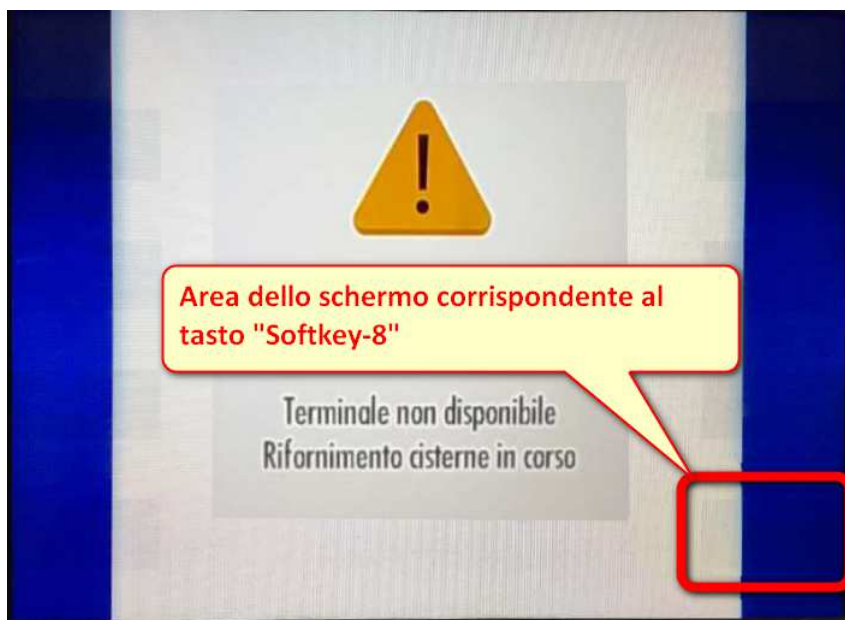 Area dello schermo corrispondente al
tasto "Softkey-8"
Terminale non disponibile
Rifornimento cisterne in corso